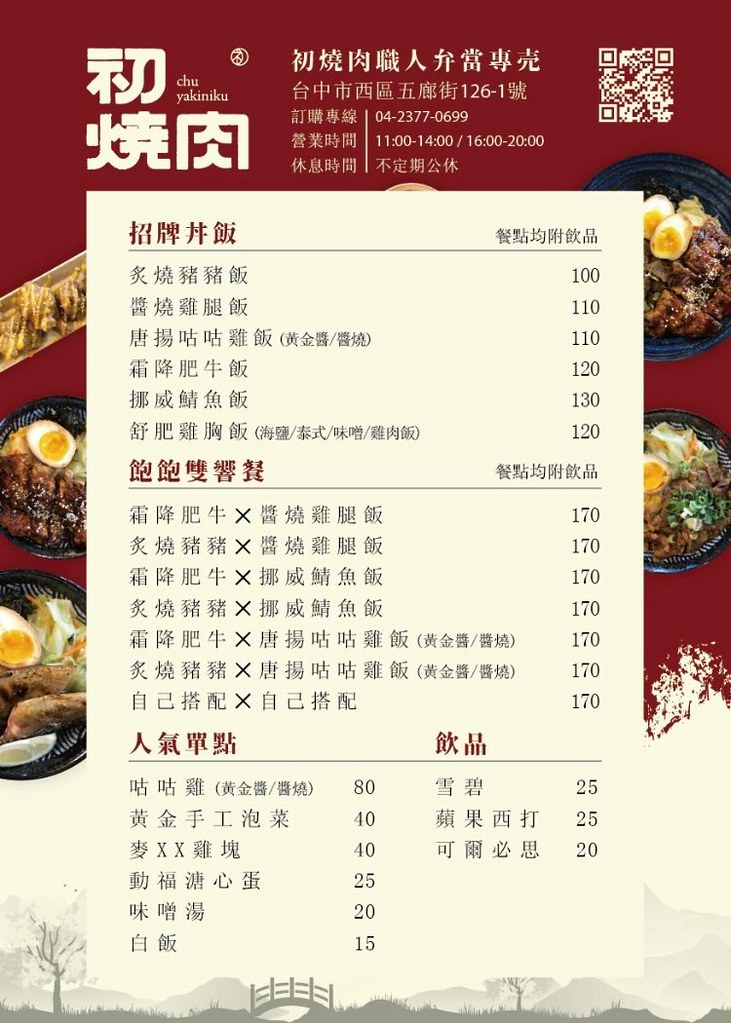 初
燒肉
chu
yakiniku
初
初燒肉職人弁當專売
台中市西區五廊街126-1號
訂購專線 04-2377-0699
營業時間 11:00-14:00 / 16:00-20:00
休息時間 不定期公休
招牌丼飯 餐點均附飲品
炙燒豬豬飯 100
醬燒雞腿飯 110
唐揚咕咕雞飯 (黃金醬/醬燒) 110
霜降肥牛飯 120
挪威鯖魚飯 130
舒肥雞胸飯 (海鹽/泰式/味噌/雞肉飯) 120
飽飽雙響餐 餐點均附飲品
霜降肥牛×醬燒雞腿飯 170
炙燒豬豬×醬燒雞腿飯 170
霜降肥牛×挪威鯖魚飯 170
炙燒豬豬×挪威鯖魚飯 170
霜降肥牛×唐揚咕咕雞飯 (黃金醬/醬燒) 170
炙燒豬豬×唐揚咕咕雞飯 (黃金醬/醬燒) 170
自己搭配×自己搭配 170
人氣單點
咕咕雞 (黃金醬/醬燒) 80
黃金手工泡菜 40
麥XX雞塊 40
動福溏心蛋 25
味噌湯 20
白飯 15
飲品
雪碧 25
蘋果西打 25
可爾必思 20